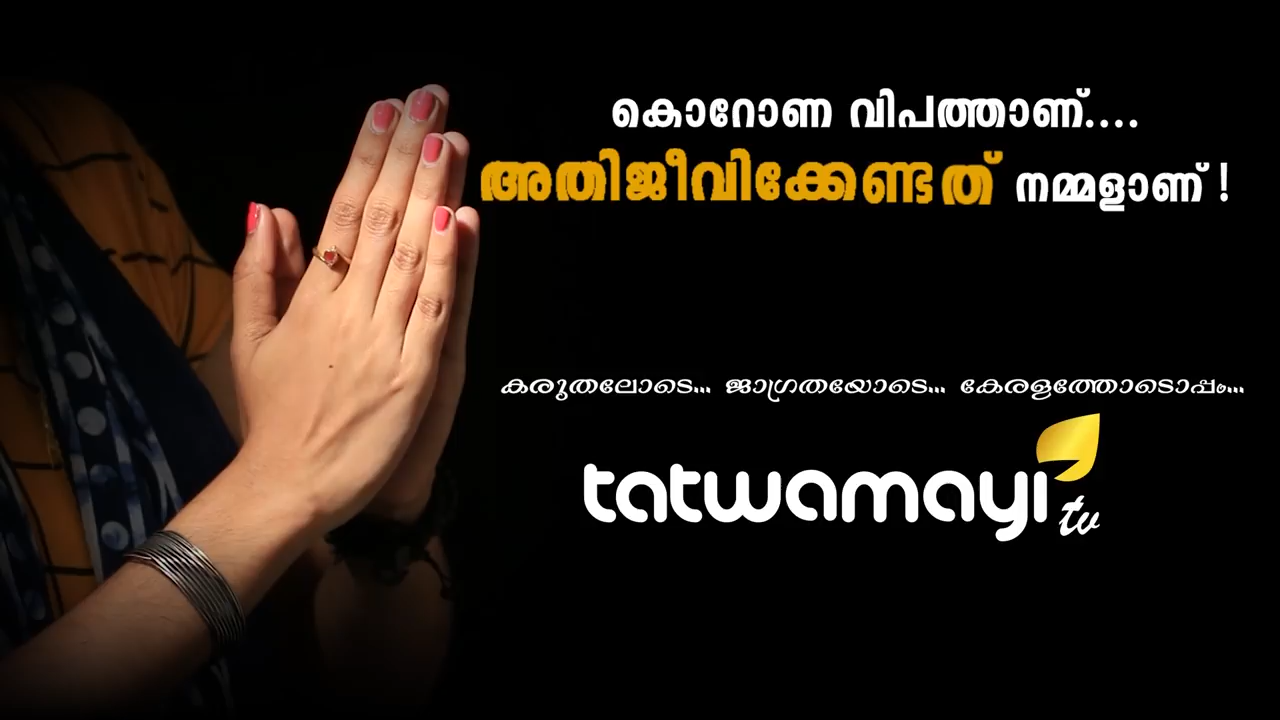 കൊറോണ വിപത്താണ്....
അതിജീവിക്കേണ്ടത് നമ്മളാണ് !
കരുതലോടെ... ജാഗ്രതയോടെ... കേരളത്തോടൊപ്പം...
tatwamayi
tv